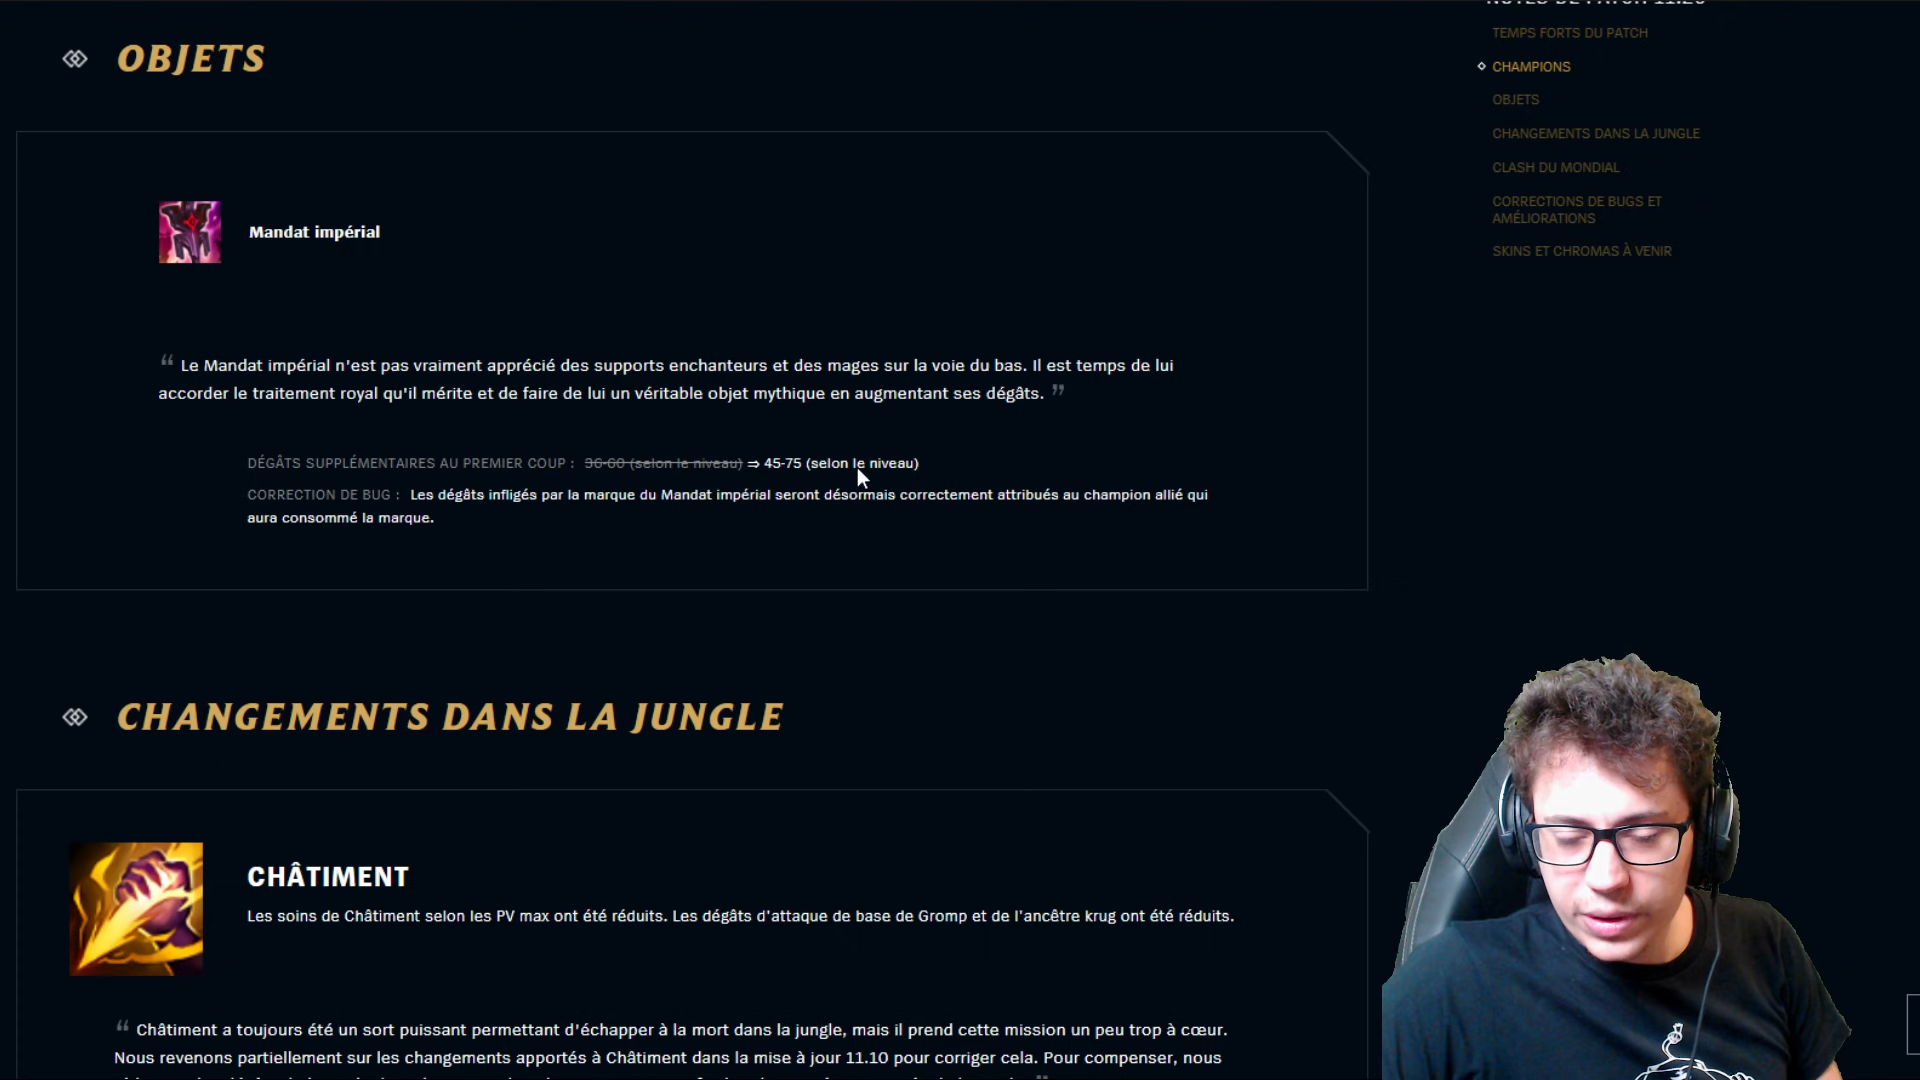 NOTES DE PATCH 11.20
TEMPS FORTS DU PATCH
CHAMPIONS
OBJETS
CHANGEMENTS DANS LA JUNGLE
CLASH DU MONDIAL
CORRECTIONS DE BUGS ET
AMÉLIORATIONS
SKINS ET CHROMAS À VENIR
OBJETS
Mandat impérial
“ Le Mandat impérial n'est pas vraiment apprécié des supports enchanteurs et des mages sur la voie du bas. Il est temps de lui
accorder le traitement royal qu'il mérite et de faire de lui un véritable objet mythique en augmentant ses dégâts. ”
DÉGÂTS SUPPLÉMENTAIRES AU PREMIER COUP : 36-60 (selon le niveau) ⇒ 45-75 (selon le niveau)
CORRECTION DE BUG : Les dégâts infligés par la marque du Mandat impérial seront désormais correctement attribués au champion allié qui
aura consommé la marque.
CHANGEMENTS DANS LA JUNGLE
CHÂTIMENT
Les soins de Châtiment selon les PV max ont été réduits. Les dégâts d'attaque de base de Gromp et de l'ancêtre krug ont été réduits.
“ Châtiment a toujours été un sort puissant permettant d'échapper à la mort dans la jungle, mais il prend cette mission un peu trop à cœur.
Nous revenons partiellement sur les changements apportés à Châtiment dans la mise à jour 11.10 pour corriger cela. Pour compenser, nous